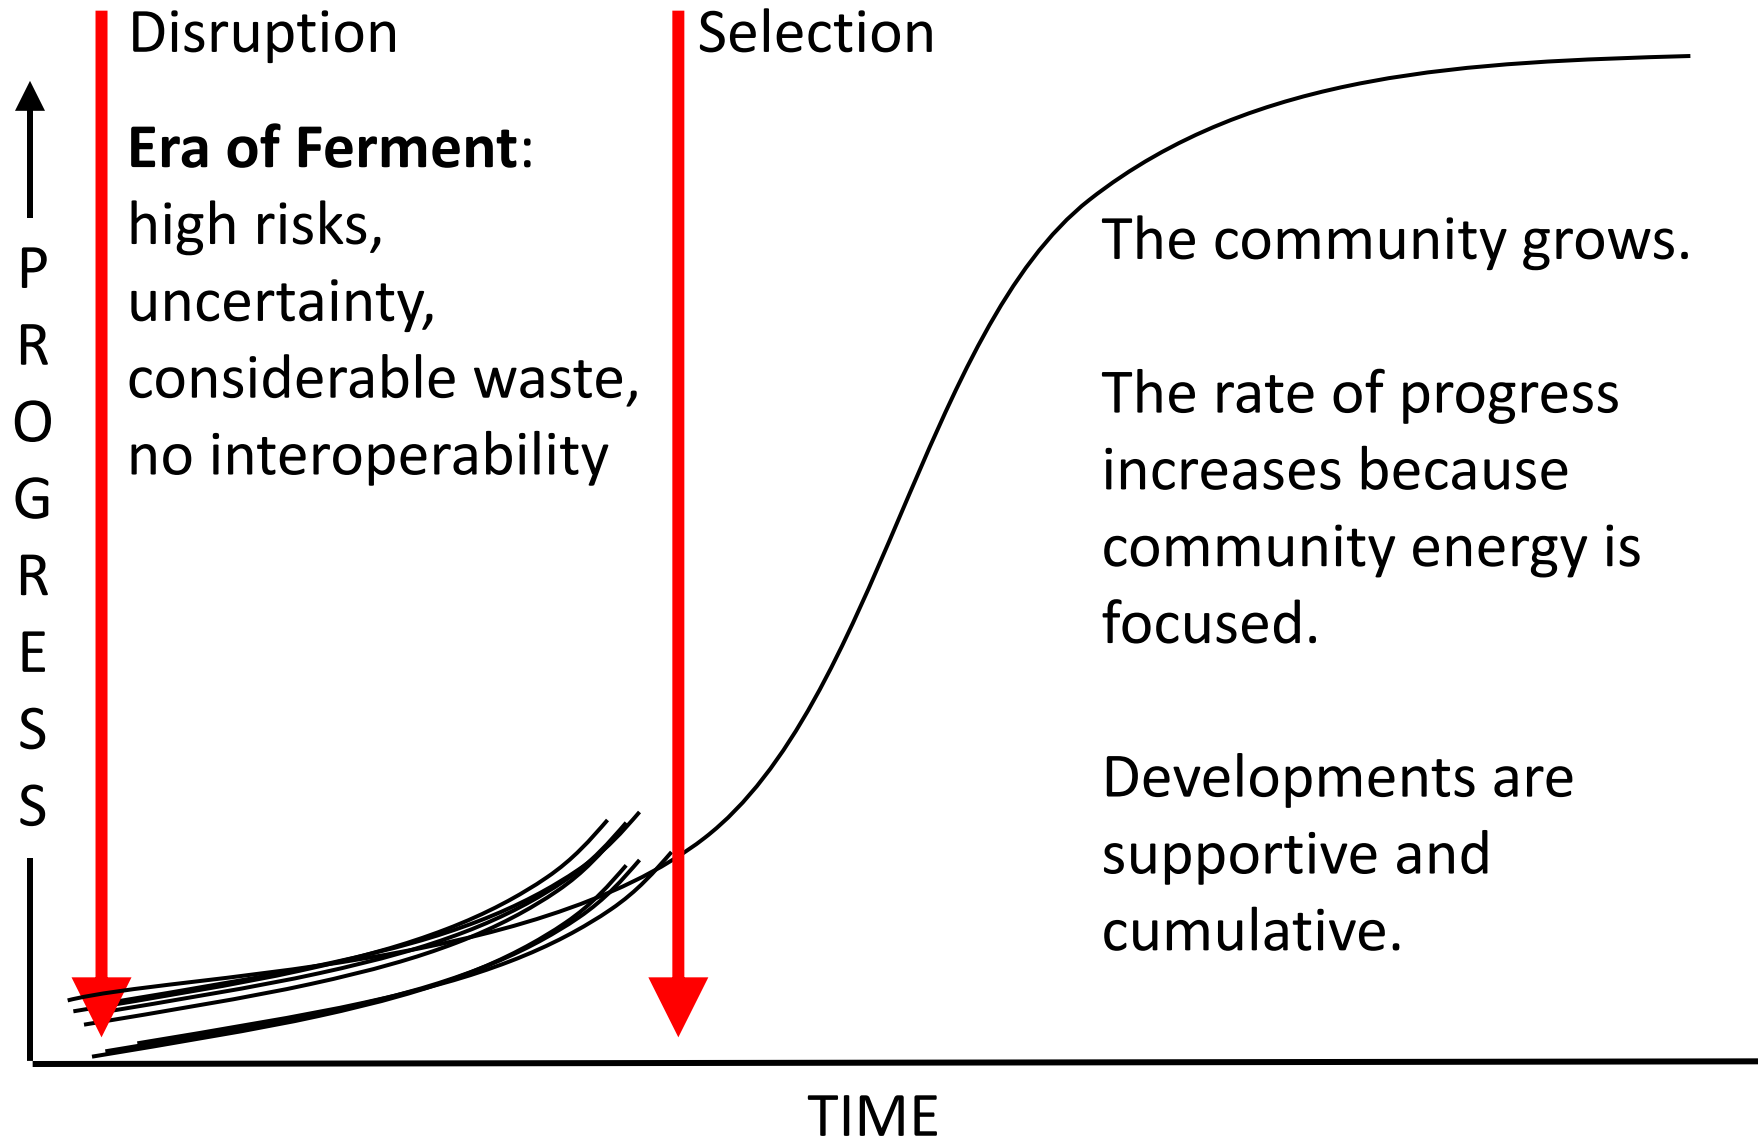 Disruption
Selection
Era of Ferment:
high risks,
uncertainty,
considerable waste,
no interoperability
The community grows.
The rate of progress
increases because
community energy is
focused.
Developments are
supportive and
cumulative.
PROGRESS
TIME